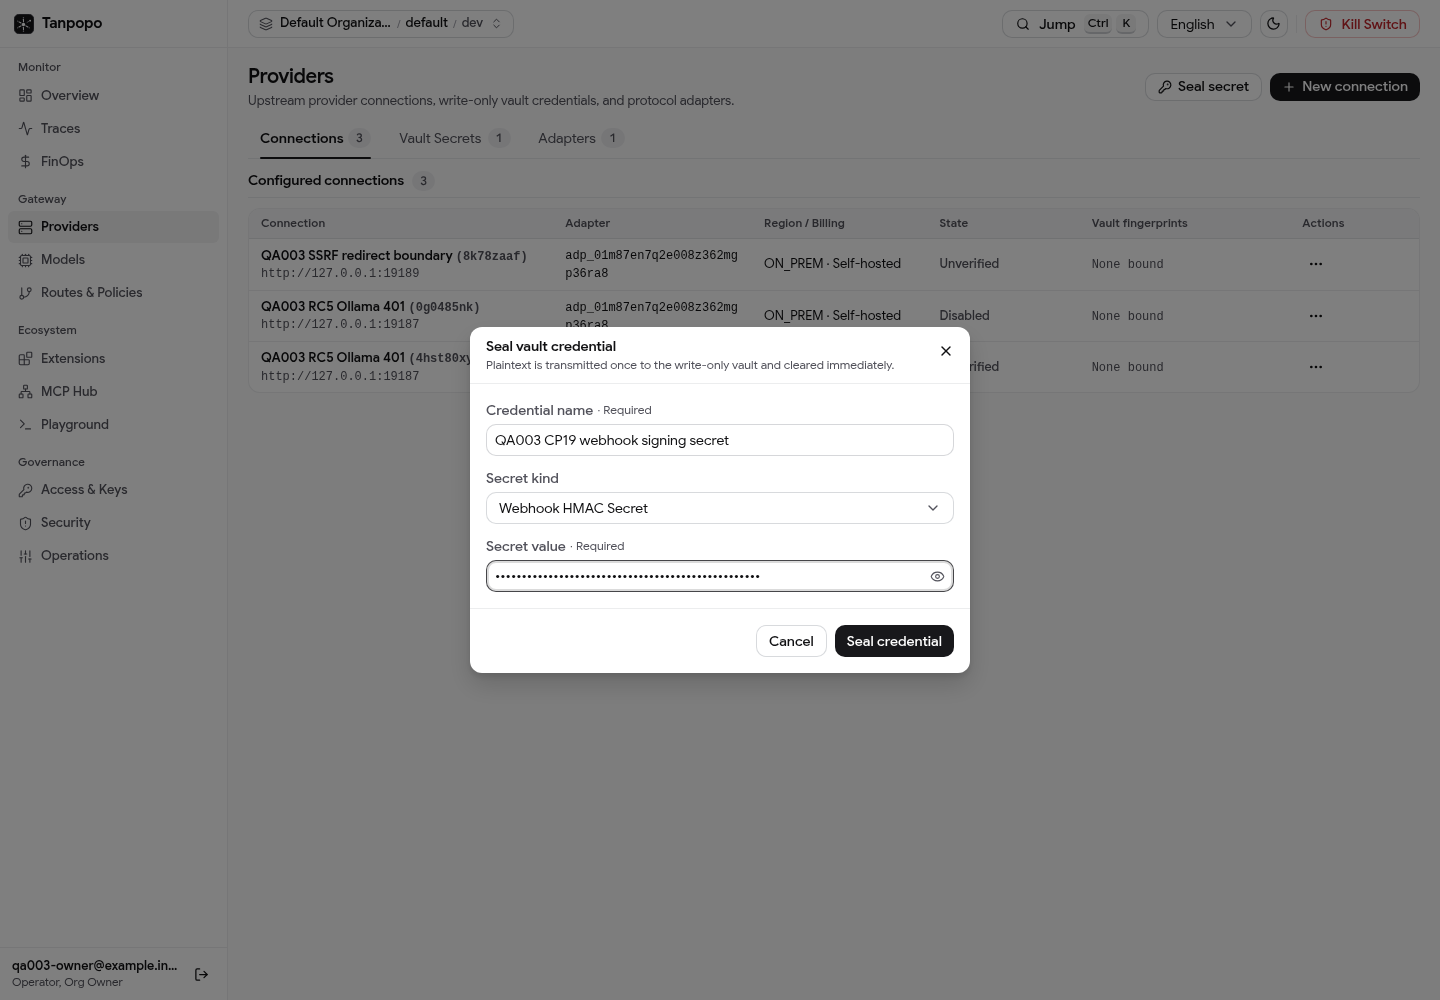 Tanpopo
Default Organiza... / default / dev
Jump Ctrl K
English
Kill Switch
Monitor
Overview
Traces
FinOps
Gateway
Providers
Models
Routes & Policies
Ecosystem
Extensions
MCP Hub
Playground
Governance
Access & Keys
Security
Operations
qa003-owner@example.in...
Operator, Org Owner
Providers
Upstream provider connections, write-only vault credentials, and protocol adapters.
Seal secret
New connection
Connections 3
Vault Secrets 1
Adapters 1
Configured connections 3
Connection Adapter Region / Billing State Vault fingerprints Actions
QA003 SSRF redirect boundary (8k78zaaf)
http://127.0.0.1:19189
adp_01m87en7q2e008z362mg
p36ra8
ON_PREM · Self-hosted
Unverified
None bound
QA003 RC5 Ollama 401 (0g0485nk)
http://127.0.0.1:19187
adp_01m87en7q2e008z362mg
p36ra8
ON_PREM · Self-hosted
Disabled
None bound
QA003 RC5 Ollama 401 (4hst80xy
http://127.0.0.1:19187
None bound
Seal vault credential
Plaintext is transmitted once to the write-only vault and cleared immediately.
Credential name · Required
QA003 CP19 webhook signing secret
Secret kind
Webhook HMAC Secret
Secret value · Required
Cancel
Seal credential